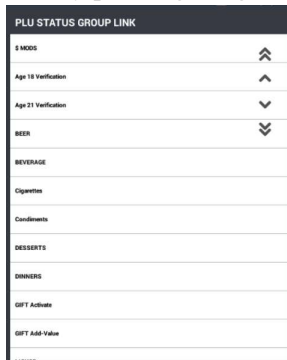 PLU STATUS GROUP LINK
$ MODS
Age 18 Verification
Age 21 Verification
BEER
BEVERAGE
Cigarettes
Condiments
DESSERTS
DINNERS
GIFT Activate
GIFT Add-Value